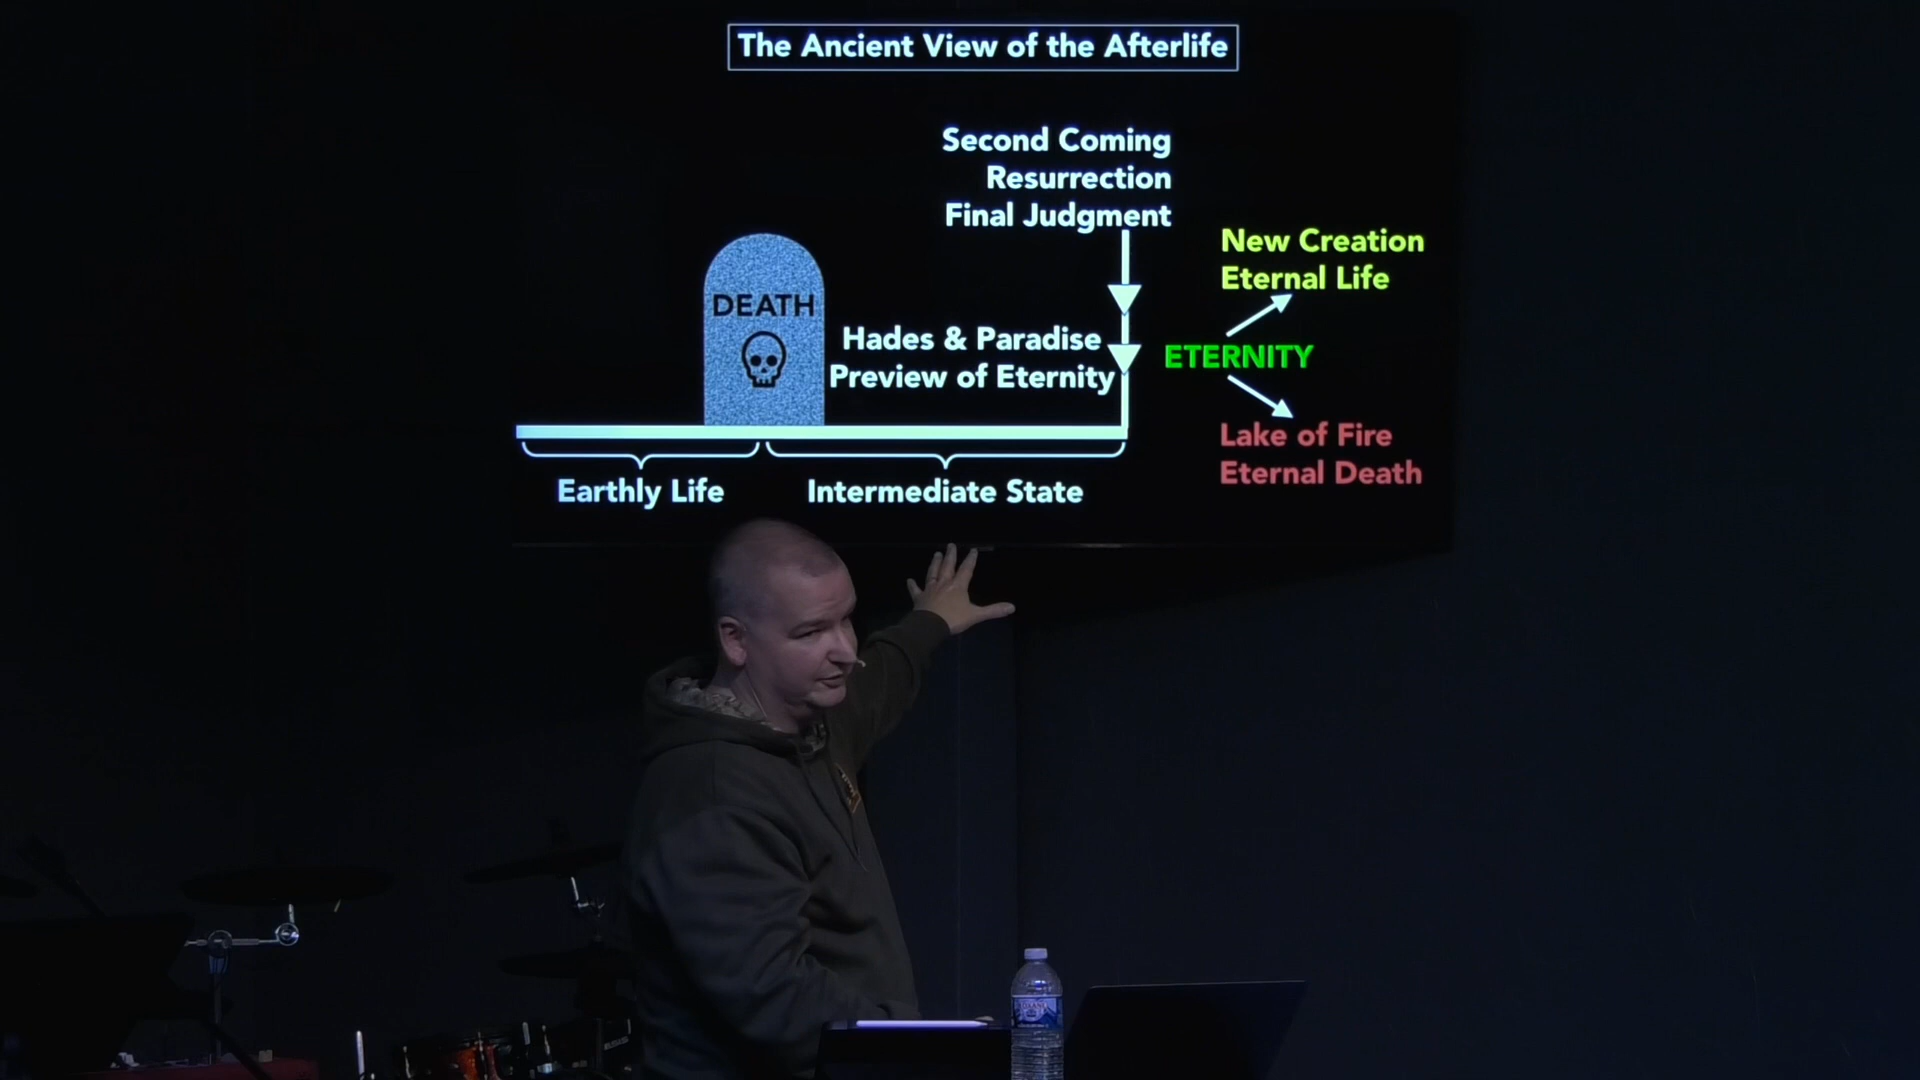 The Ancient View of the Afterlife
Second Coming
Resurrection
Final Judgment
New Creation
Eternal Life
DEATH
Hades & Paradise
Preview of Eternity
ETERNITY
Lake of Fire
Eternal Death
Earthly Life
Intermediate State